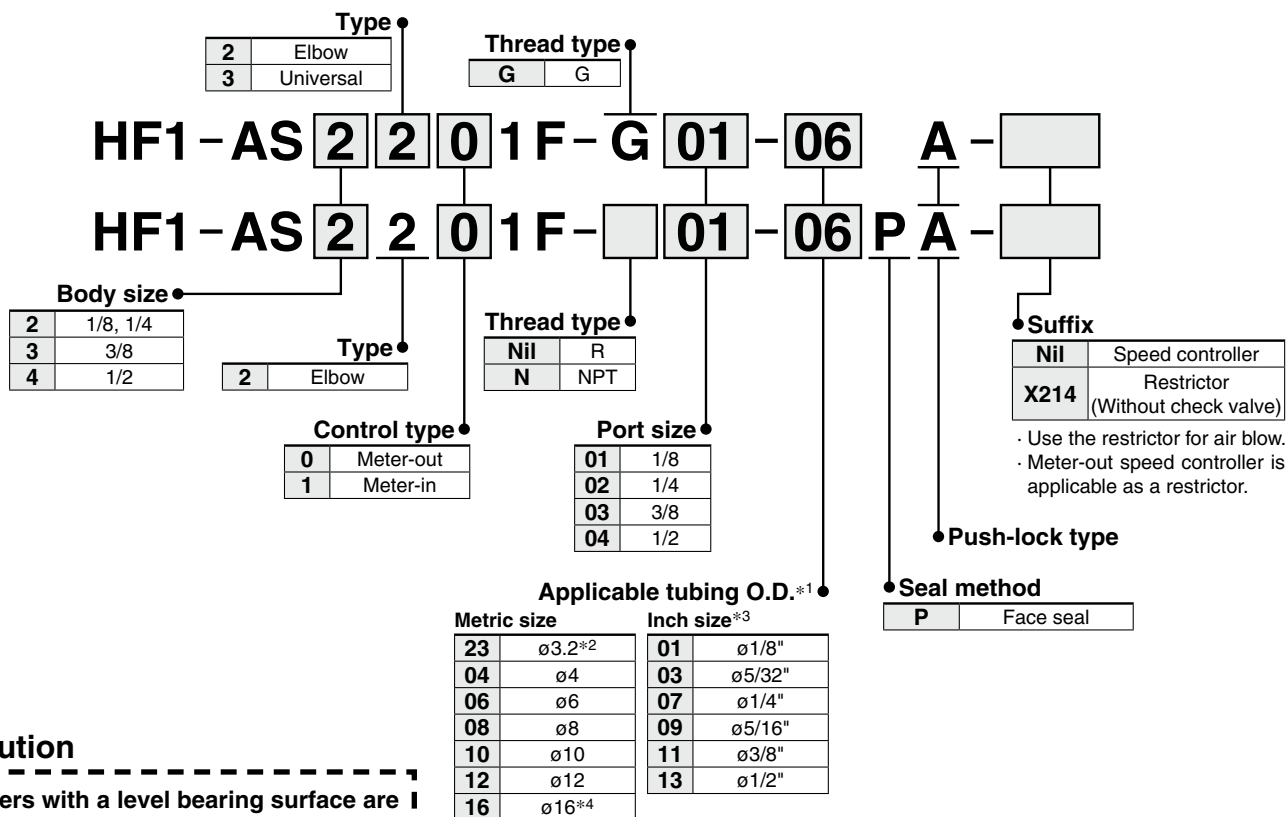 Type
2 Elbow
3 Universal
Thread type
G G
HF1-AS 2 2 0 1F-G 01-06 A-
HF1-AS 2 2 0 1F- 01-06 P A-
Body size
2 1/8, 1/4
3 3/8
4 1/2
Type
2 Elbow
Thread type
Nil R
N NPT
Suffix
Nil Speed controller
X214 Restrictor
(Without check valve)
· Use the restrictor for air blow.
· Meter-out speed controller is
applicable as a restrictor.
Control type
0 Meter-out
1 Meter-in
Port size
01 1/8
02 1/4
03 3/8
04 1/2
Push-lock type
Seal method
P Face seal
Applicable tubing O.D.*1
Metric size
23 ø3.2*2
04 ø4
06 ø6
08 ø8
10 ø10
12 ø12
16 ø16*4
Inch size*3
01 ø1/8"
03 ø5/32"
07 ø1/4"
09 ø5/16"
11 ø3/8"
13 ø1/2"
ution
ers with a level bearing surface are